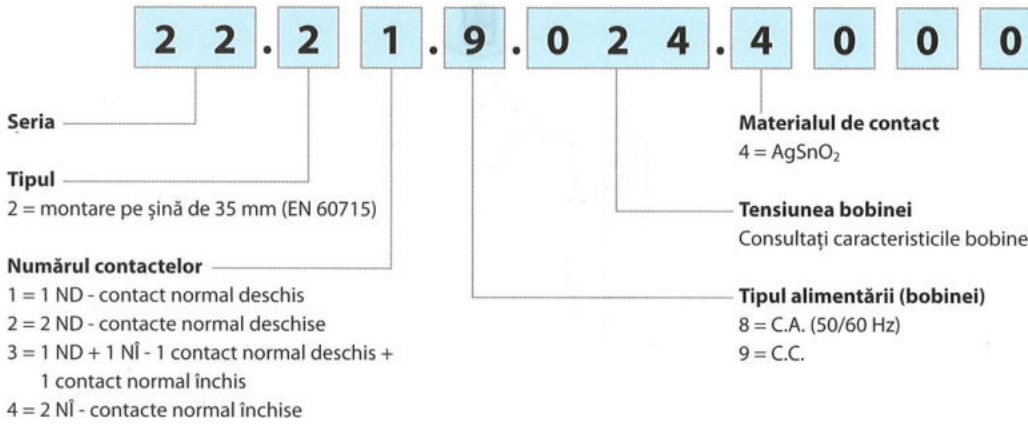 2 2 . 2 1 . 9 . 0 2 4 . 4 0 0 0
Seria
Tipul
2 = montare pe șină de 35 mm (EN 60715)
Numărul contactelor
1 = 1 ND - contact normal deschis
2 = 2 ND - contacte normal deschise
3 = 1 ND + 1 NÎ - 1 contact normal deschis +
1 contact normal închis
4 = 2 NÎ - contacte normal închise
Materialul de contact
4 = AgSnO₂
Tensiunea bobinei
Consultați caracteristicile bobine
Tipul alimentării (bobinei)
8 = C.A. (50/60 Hz)
9 = C.C.